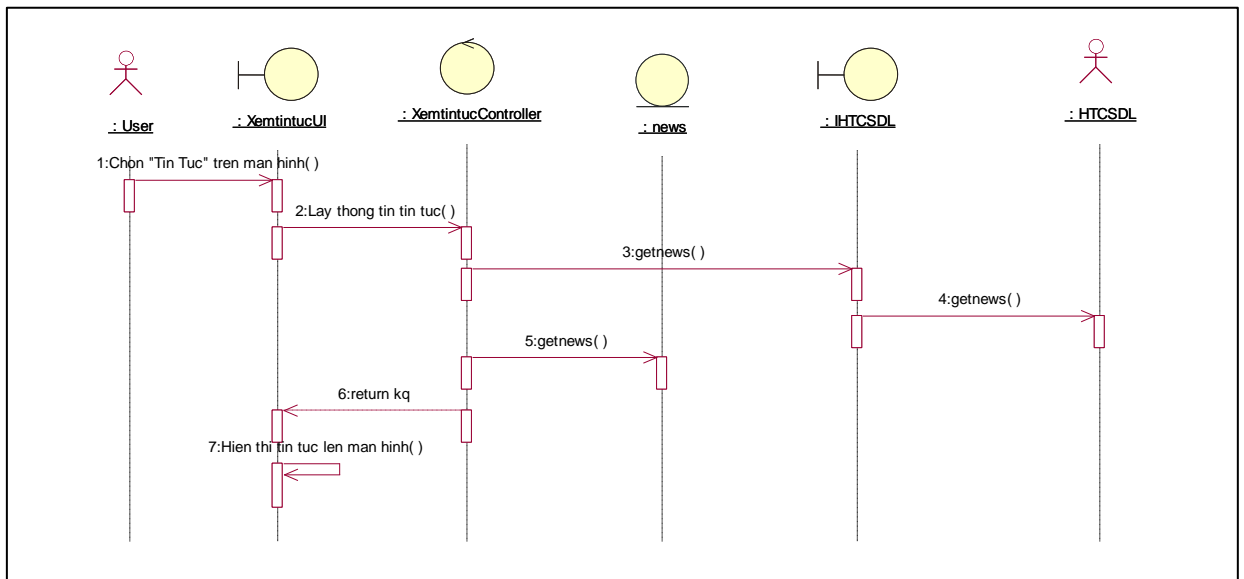 : User
: XemtintucUI
: XemtintucController
: news
: IHTCSDL
: HTCSDL
1:Chon "Tin Tuc" tren man hinh( )
2:Lay thong tin tin tuc( )
3:getnews( )
4:getnews( )
5:getnews( )
6:return kq
7:Hien thi tin tuc len man hinh( )